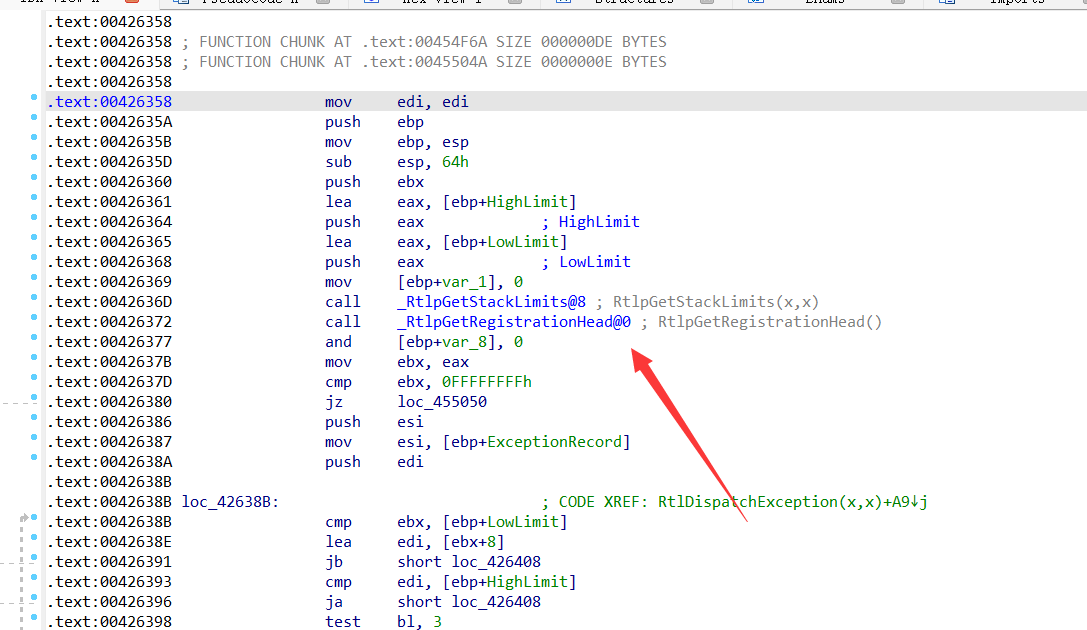 .text:00426358
.text:00426358 ; FUNCTION CHUNK AT .text:00454F6A SIZE 000000DE BYTES
.text:00426358 ; FUNCTION CHUNK AT .text:0045504A SIZE 0000000E BYTES
.text:00426358
.text:00426358 mov edi, edi
.text:0042635A push ebp
.text:0042635B mov ebp, esp
.text:0042635D sub esp, 64h
.text:00426360 push ebx
.text:00426361 lea eax, [ebp+HighLimit]
.text:00426364 push eax ; HighLimit
.text:00426365 lea eax, [ebp+LowLimit]
.text:00426368 push eax ; LowLimit
.text:00426369 mov [ebp+var_1], 0
.text:0042636D call _RtlpGetStackLimits@8 ; RtlpGetStackLimits(x,x)
.text:00426372 call _RtlpGetRegistrationHead@0 ; RtlpGetRegistrationHead()
.text:00426377 and [ebp+var_8], 0
.text:0042637B mov ebx, eax
.text:0042637D cmp ebx, 0FFFFFFFFh
.text:00426380 jz loc_455050
.text:00426386 push esi
.text:00426387 mov esi, [ebp+ExceptionRecord]
.text:0042638A push edi
.text:0042638B
.text:0042638B loc_42638B: ; CODE XREF: RtlDispatchException(x,x)+A9↓j
.text:0042638B cmp ebx, [ebp+LowLimit]
.text:0042638E lea edi, [ebx+8]
.text:00426391 jb short loc_426408
.text:00426393 cmp edi, [ebp+HighLimit]
.text:00426396 ja short loc_426408
.text:00426398 test bl, 3